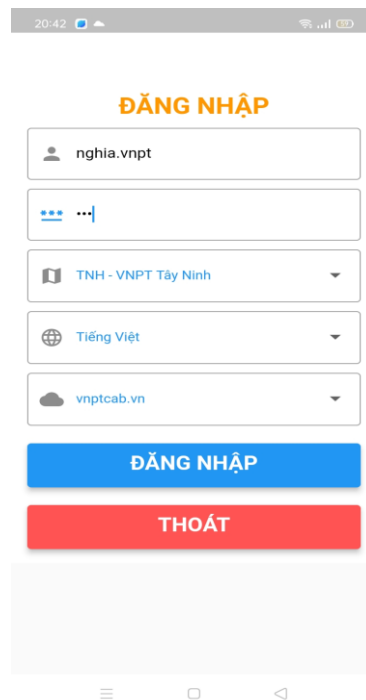 20:42
ĐĂNG NHẬP
nghia.vnpt
•••
TNH - VNPT Tây Ninh
Tiếng Việt
vnptcab.vn
ĐĂNG NHẬP
THOÁT